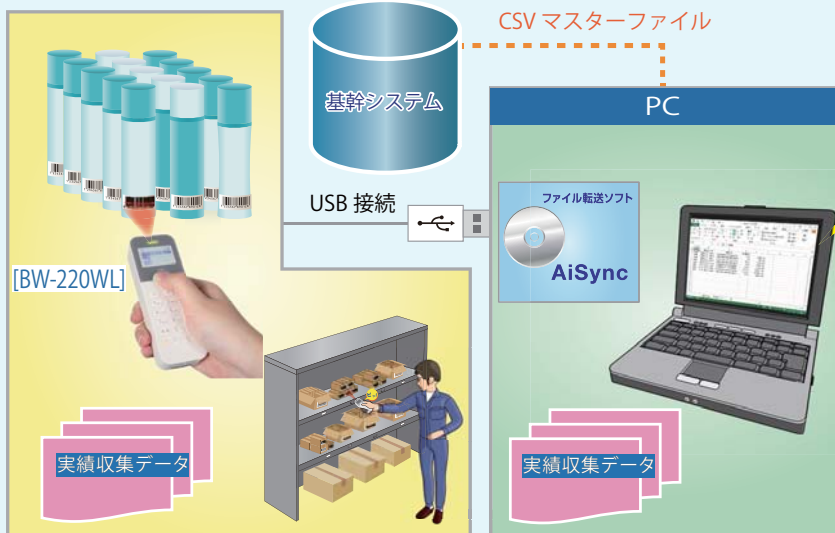 CSV マスターファイル
基幹システム
PC
USB 接続
ファイル転送ソフト
AiSync
[BW-220WL]
実績収集データ
実績収集データ